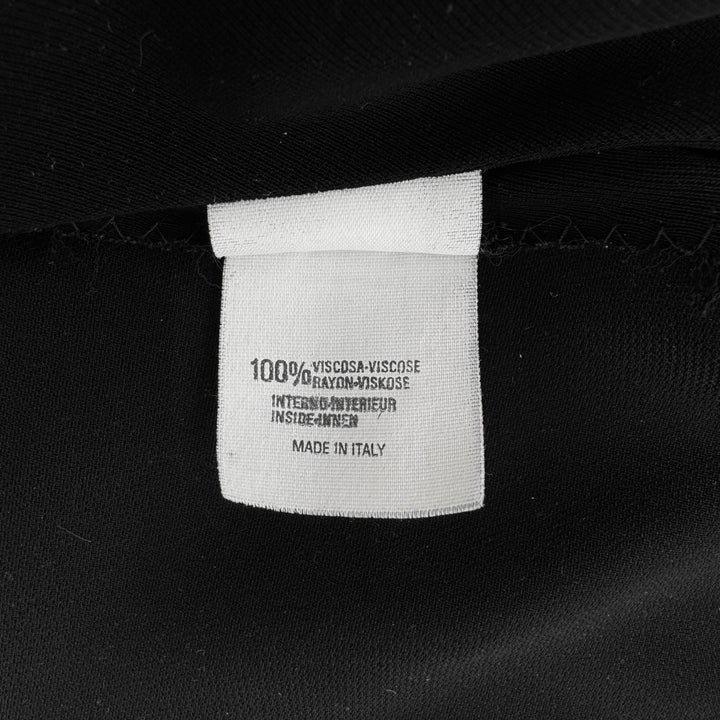 100% VISCOSA-VISCOSE
RAYON-VISKOSE
INTERNO-INTERIEUR
INSIDE-INNEN
MADE IN ITALY